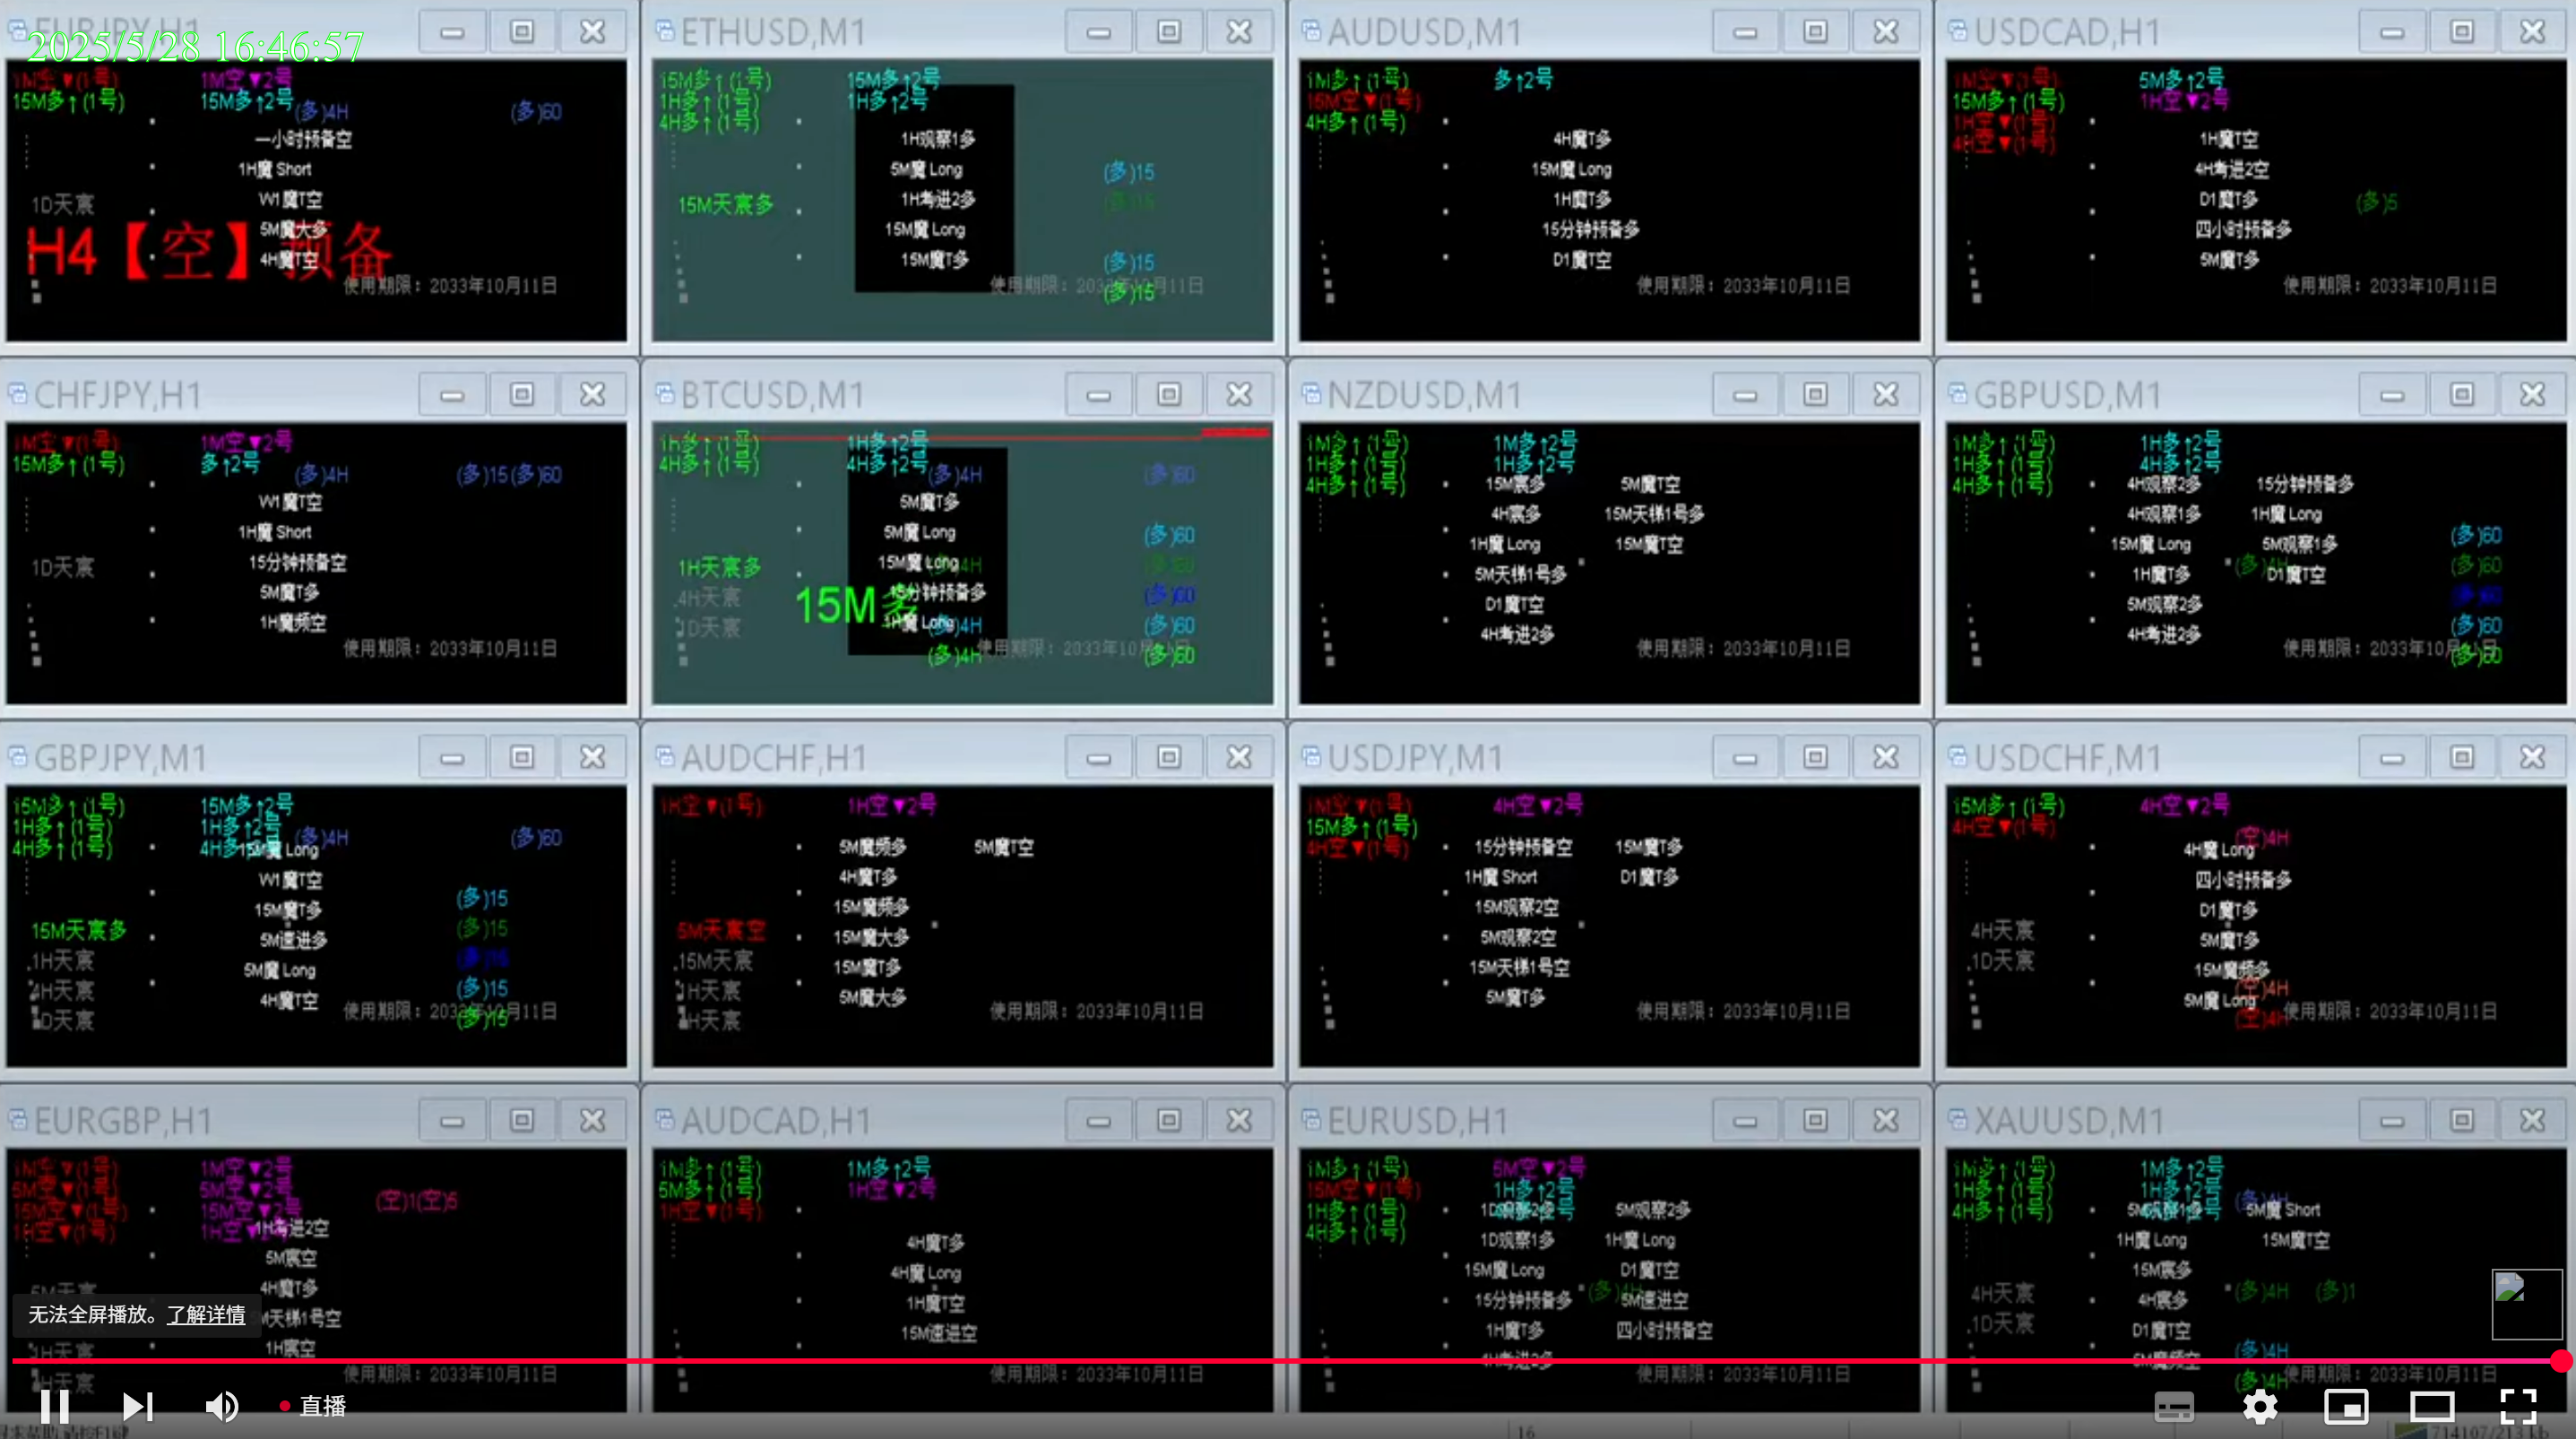 EURJPY,H1
2025/5/28 16:46:57
1M空▼(1号) 1M空▼2号
15M多↑(1号) 15M多↑2号 (多)4H (多)60
一小时预备空
1H魔 Short
1D天宸 W1魔T空
5M魔大多
H4【空】预备
4H魔T空
使用期限：2033年10月11日
ETHUSD,M1
15M多↑(1号) 15M多↑2号
1H多↑(1号) 1H多↑2号
4H多↑(1号)
1H观察1多
5M魔 Long (多)15
15M天宸多 1H考进2多 (多)15
15M魔 Long
15M魔T多 (多)15
使用期限：2033年10月11日
(多)15
AUDUSD,M1
1M多↑(1号) 多↑2号
15M空▼(1号)
4H多↑(1号)
4H魔T多
15M魔 Long
1H魔T多
15分钟预备多
D1魔T空
使用期限：2033年10月11日
USDCAD,H1
1M空▼(1号) 5M多↑2号
15M多↑(1号) 1H空▼2号
1H空▼(1号)
4H空▼(1号)
1H魔T空
4H考进2空
D1魔T多 (多)5
四小时预备多
5M魔T多
使用期限：2033年10月11日
CHFJPY,H1
1M空▼(1号) 1M空▼2号
15M多↑(1号) 多↑2号 (多)4H (多)15(多)60
W1魔T空
1H魔 Short
1D天宸 15分钟预备空
5M魔T多
1H魔频空
使用期限：2033年10月11日
BTCUSD,M1
1H多↑(1号) 1H多↑2号
4H多↑(1号) 4H多↑2号 (多)4H (多)60
5M魔T多
5M魔 Long (多)60
1H天宸多 15M魔 Long 4H (多)60
4H天宸 15M多 15分钟预备多 (多)60
1D天宸 1H魔 Long (多)4H (多)60
(多)4H 使用期限：2033年10月11日 (多)60
NZDUSD,M1
1M多↑(1号) 1M多↑2号
1H多↑(1号) 1H多↑2号
4H多↑(1号) 15M宸多 5M魔T空
4H宸多 15M天梯1号多
1H魔 Long 15M魔T空
5M天梯1号多
D1魔T空
4H考进2多
使用期限：2033年10月11日
GBPUSD,M1
1M多↑(1号) 1H多↑2号
1H多↑(1号) 4H多↑2号
4H多↑(1号) 4H观察2多 15分钟预备多
4H观察1多 1H魔 Long
15M魔 Long 5M观察1多 (多)60
1H魔T多 (多)4H D1魔T空 (多)60
5M观察2多 (多)60
4H考进2多 (多)60
使用期限：2033年10月11日 (多)60
GBPJPY,M1
15M多↑(1号) 15M多↑2号
1H多↑(1号) 1H多↑2号 (多)4H (多)60
4H多↑(1号) 4H多↑2号 15M魔 Long
W1魔T空
15M魔T多 (多)15
15M天宸多 5M速进多 (多)15
1H天宸 5M魔 Long (多)15
4H天宸 4H魔T空 (多)15
1D天宸 使用期限：2033年10月11日 (多)15
AUDCHF,H1
1H空▼(1号) 1H空▼2号
5M魔频多 5M魔T空
4H魔T多
15M魔频多
5M天宸空 15M魔大多
15M天宸 15M魔T多
1H天宸 5M魔大多
4H天宸 使用期限：2033年10月11日
USDJPY,M1
1M空▼(1号) 4H空▼2号
15M多↑(1号)
4H空▼(1号) 15分钟预备空 15M魔T多
1H魔 Short D1魔T多
15M观察2空
5M观察2空
15M天梯1号空
5M魔T多
使用期限：2033年10月11日
USDCHF,M1
15M多↑(1号) 4H空▼2号
4H空▼(1号) (空)4H
4H魔 Long
四小时预备多
D1魔T多
4H天宸 5M魔T多
1D天宸 15M魔频多
5M魔 Long (空)4H
(空)4H 使用期限：2033年10月11日
EURGBP,H1
1M空▼(1号) 1M空▼2号
5M空▼(1号) 5M空▼2号 (空)1(空)5
15M空▼(1号) 15M空▼2号
1H空▼(1号) 1H空▼2号 1H考进2空
5M宸空
5M天宸 4H魔T多
无法全屏播放。了解详情 M天梯1号空
1H天宸 1H宸空
4H天宸 使用期限：2033年10月11日
AUDCAD,H1
1M多↑(1号) 1M多↑2号
5M多↑(1号) 1H空▼2号
1H空▼(1号)
4H魔T多
4H魔 Long
1H魔T空
15M速进空
使用期限：2033年10月11日
EURUSD,H1
1M多↑(1号) 5M空▼2号
15M空▼(1号) 1H多↑2号
1H多↑(1号) 1D观察2多 5M观察2多
4H多↑(1号) 1D观察1多 1H魔 Long
15M魔 Long D1魔T空
15分钟预备多 (多)4H 5M速进空
1H魔T多 四小时预备空
4H考进2多
使用期限：2033年10月11日
XAUUSD,M1
1M多↑(1号) 1M多↑2号
1H多↑(1号) 1H多↑2号 (多)4H
4H多↑(1号) 5M观察1多 5M魔 Short
1H魔 Long 15M魔T空
15M宸多
4H天宸 4H宸多 (多)4H (多)1
1D天宸 D1魔T空
5M魔频空 (多)4H
(多)4H 使用期限：2033年10月11日
直播
16
714107/213 kb